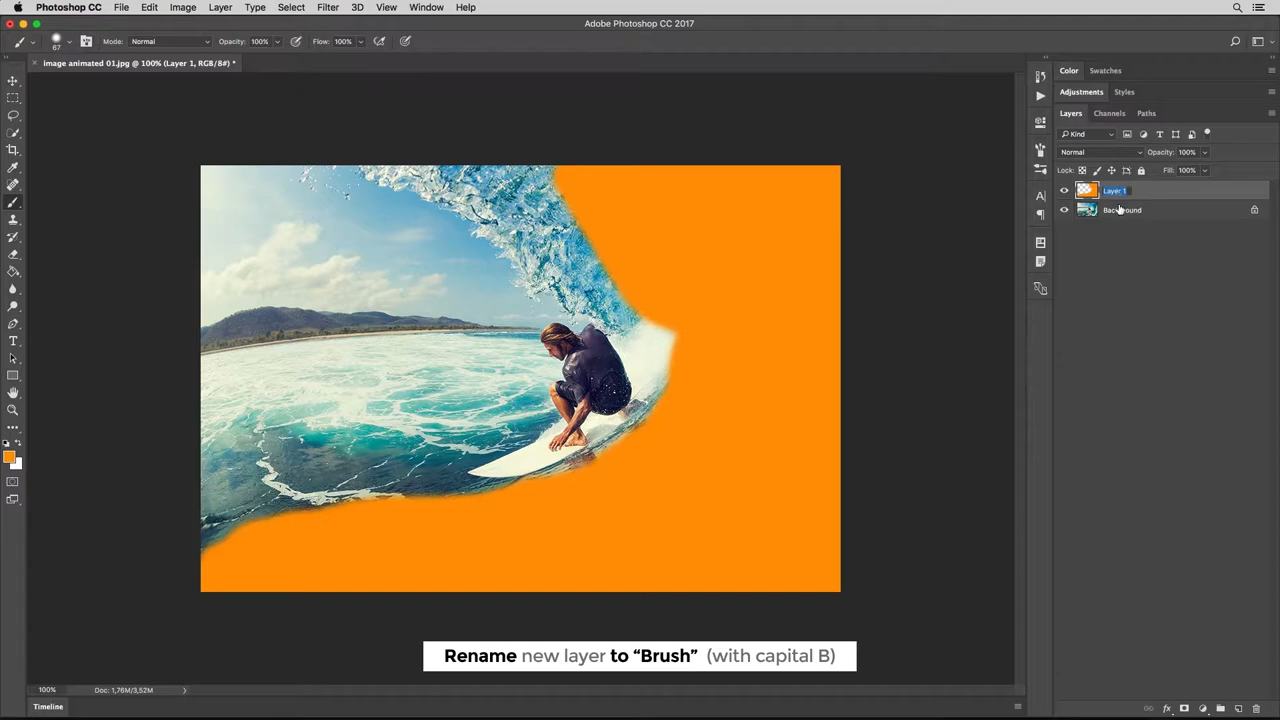 Photoshop CC File Edit Image Layer Type Select Filter 3D View Window Help
Adobe Photoshop CC 2017
67 Mode: Normal Opacity: 100% Flow: 100%
image animated 01.jpg @ 100% (Layer 1, RGB/8#) *
Color Swatches
Adjustments Styles
Layers Channels Paths
Kind
Normal Opacity: 100%
Lock: Fill: 100%
Layer 1
Background
Rename new layer to “Brush” (with capital B)
100% Doc: 1,76M/3,52M
Timeline